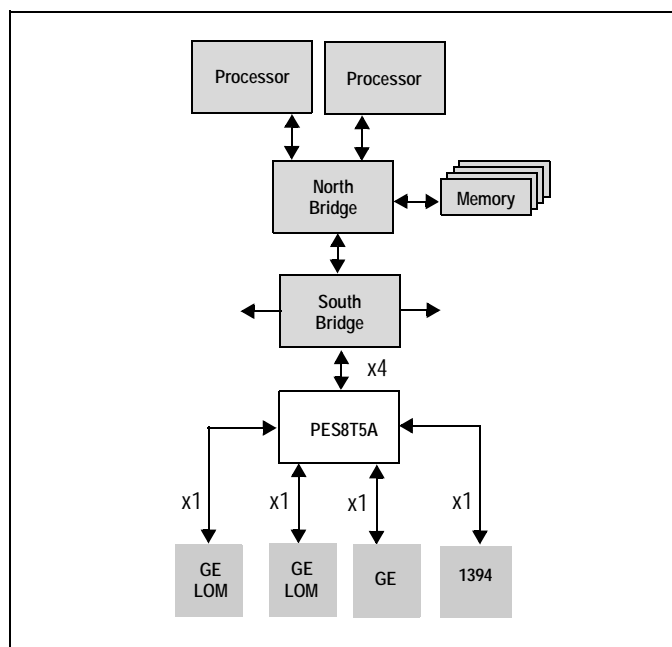 Processor
Processor
North
Bridge
Memory
South
Bridge
x4
PES8T5A
x1
x1
x1
x1
GE
LOM
GE
LOM
GE
1394